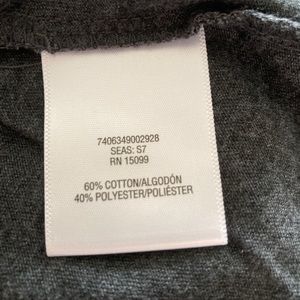 7406349002928
SEAS: S7
RN 15099
60% COTTON/ALGODÓN
40% POLYESTER/POLIÉSTER